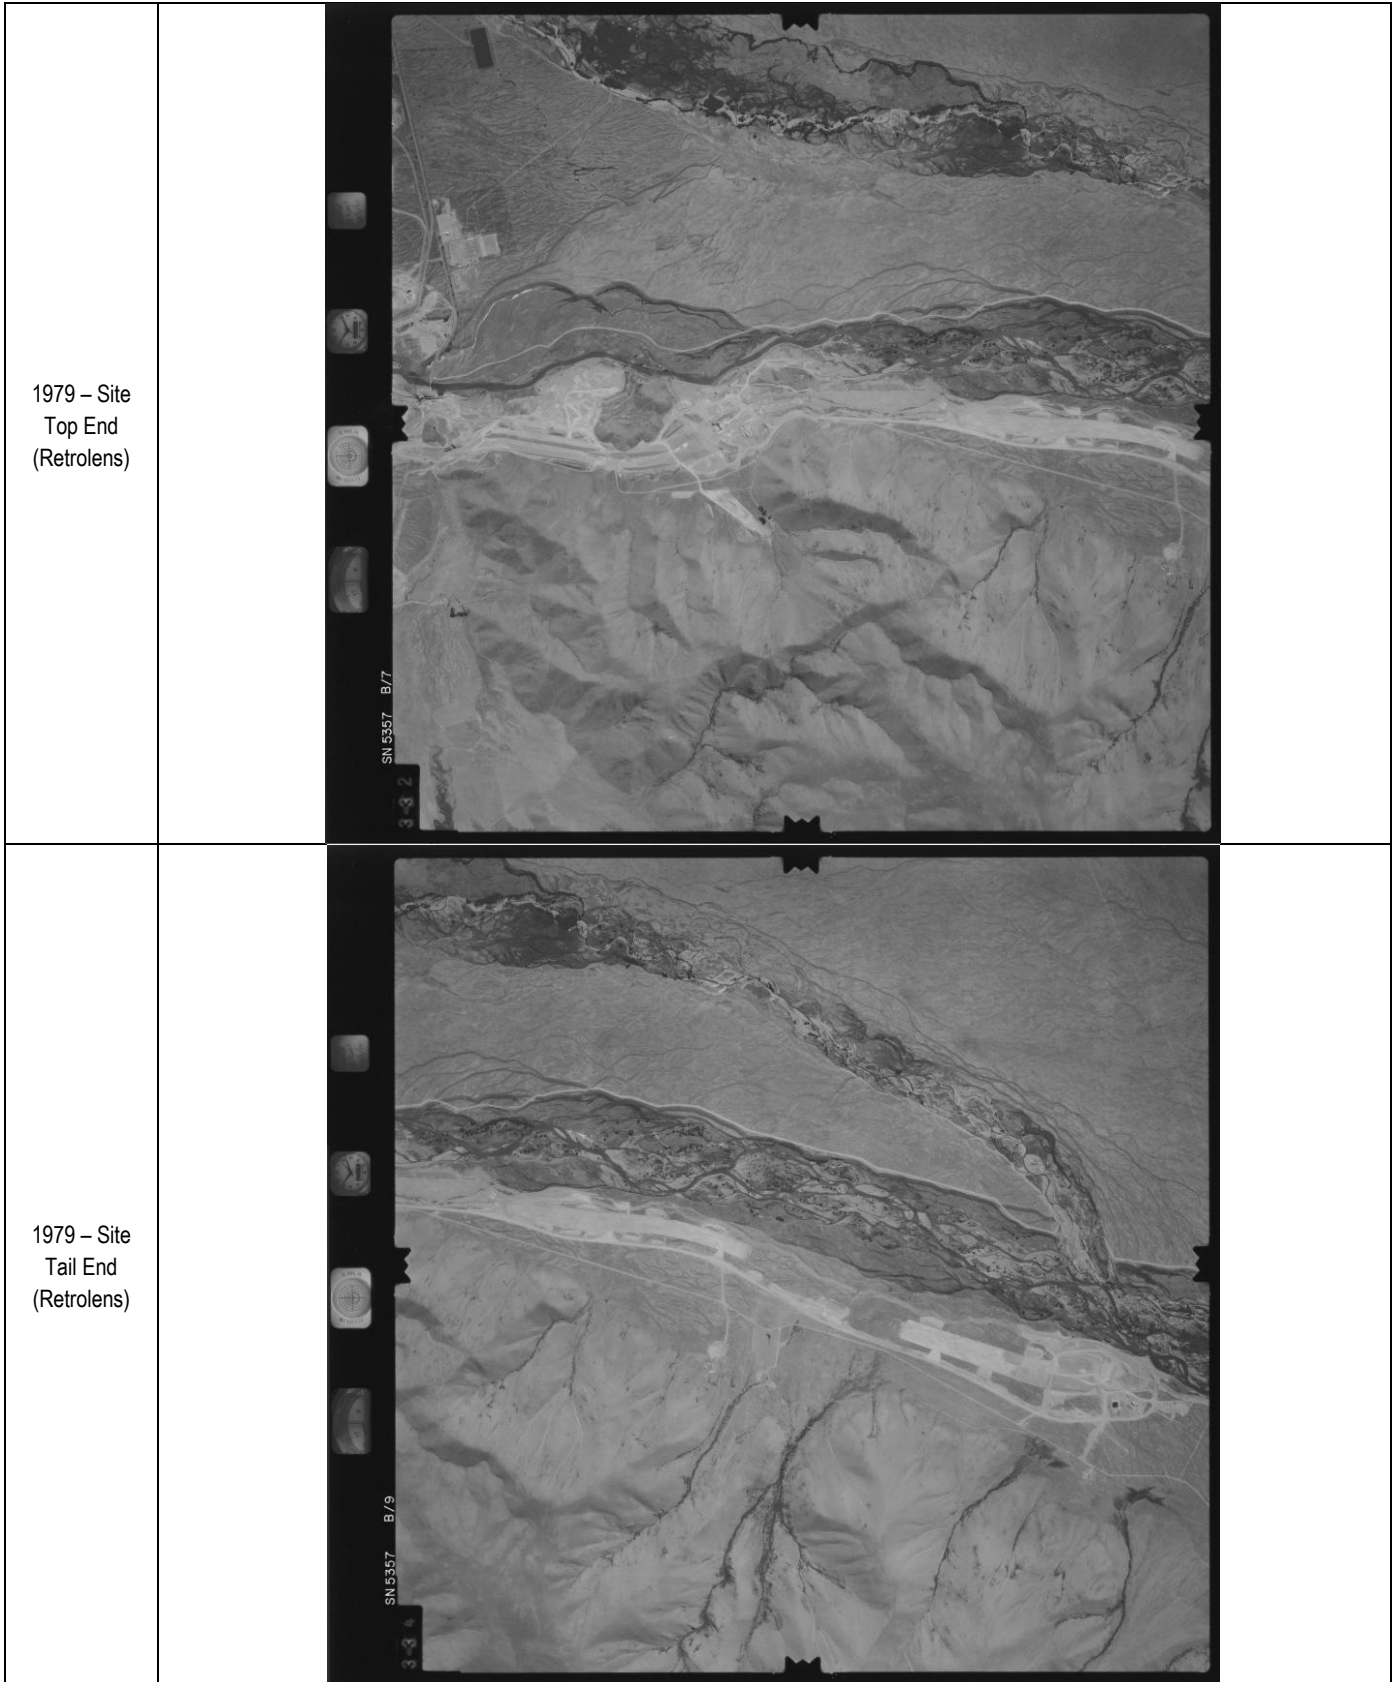 1979 – Site
Top End
(Retrolens)
SN 5357 B/7
3-3 2
1979 – Site
Tail End
(Retrolens)
SN 5357 B/9
3-3 4